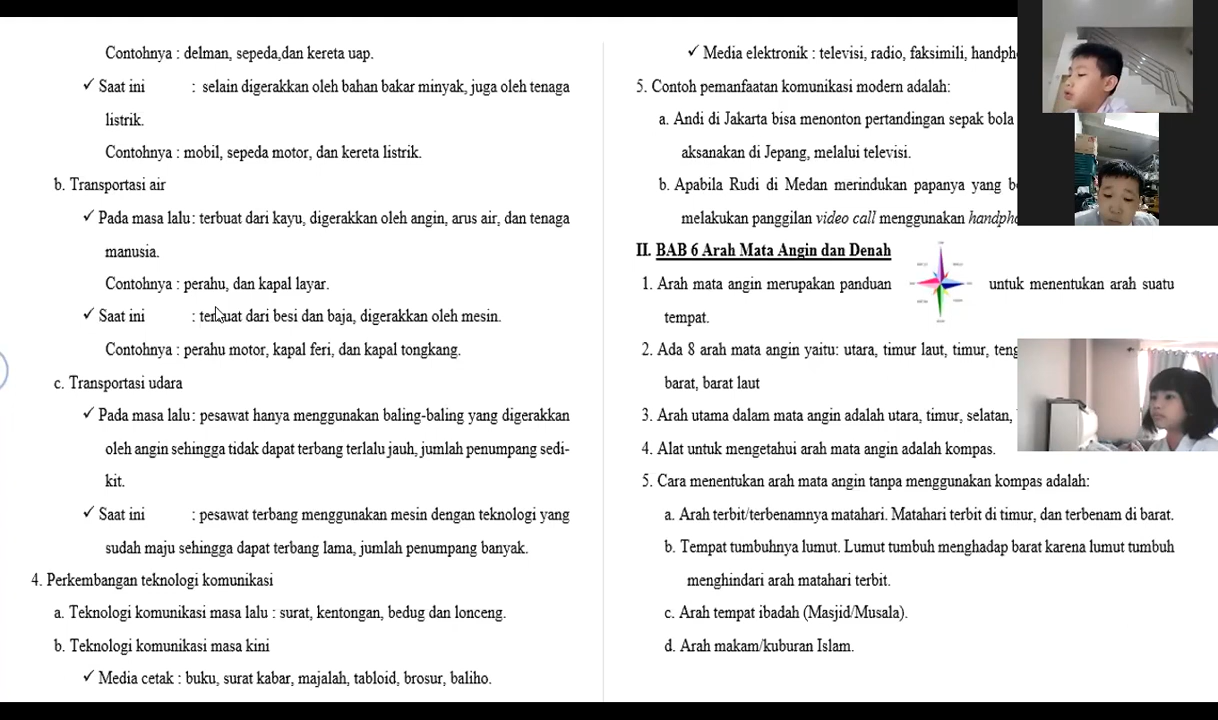 Contohnya : delman, sepeda,dan kereta uap.
✓ Saat ini : selain digerakkan oleh bahan bakar minyak, juga oleh tenaga
listrik.
Contohnya : mobil, sepeda motor, dan kereta listrik.
b. Transportasi air
✓ Pada masa lalu: terbuat dari kayu, digerakkan oleh angin, arus air, dan tenaga
manusia.
Contohnya : perahu, dan kapal layar.
✓ Saat ini : terbuat dari besi dan baja, digerakkan oleh mesin.
Contohnya : perahu motor, kapal feri, dan kapal tongkang.
c. Transportasi udara
✓ Pada masa lalu: pesawat hanya menggunakan baling-baling yang digerakkan
oleh angin sehingga tidak dapat terbang terlalu jauh, jumlah penumpang sedi-
kit.
✓ Saat ini : pesawat terbang menggunakan mesin dengan teknologi yang
sudah maju sehingga dapat terbang lama, jumlah penumpang banyak.
4. Perkembangan teknologi komunikasi
a. Teknologi komunikasi masa lalu : surat, kentongan, bedug dan lonceng.
b. Teknologi komunikasi masa kini
✓ Media cetak : buku, surat kabar, majalah, tabloid, brosur, baliho.
✓ Media elektronik : televisi, radio, faksimili,
5. Contoh pemanfaatan komunikasi modern adalah:
a. Andi di Jakarta bisa menonton pertandingan sepak bola
aksanakan di Jepang, melalui televisi.
b. Apabila Rudi di Medan merindukan papanya yang
melakukan panggilan video call menggunakan
II. BAB 6 Arah Mata Angin dan Denah
1. Arah mata angin merupakan panduan untuk menentukan arah suatu
tempat.
2. Ada 8 arah mata angin yaitu: utara, timur laut, timur,
barat, barat laut
3. Arah utama dalam mata angin adalah utara, timur, selatan,
4. Alat untuk mengetahui arah mata angin adalah kompas.
5. Cara menentukan arah mata angin tanpa menggunakan kompas adalah:
a. Arah terbit/terbenamnya matahari. Matahari terbit di timur, dan terbenam di barat.
b. Tempat tumbuhnya lumut. Lumut tumbuh menghadap barat karena lumut tumbuh
menghindari arah matahari terbit.
c. Arah tempat ibadah (Masjid/Musala).
d. Arah makam/kuburan Islam.